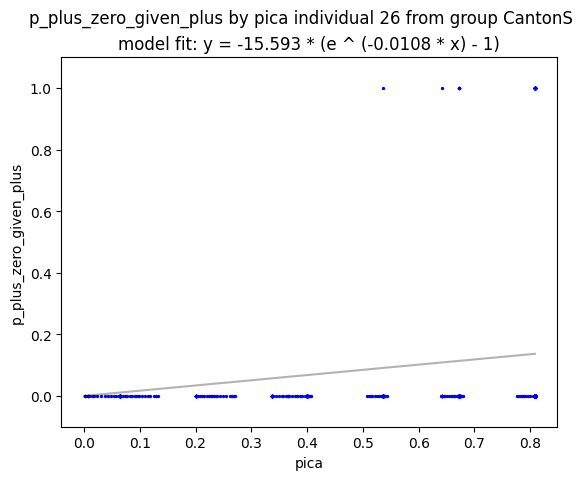 p_plus_zero_given_plus by pica individual 26 from group CantonS
model fit: y = -15.593 * (e ^ (-0.0108 * x) - 1)
p_plus_zero_given_plus
1.0
0.8
0.6
0.4
0.2
0.0
0.0 0.1 0.2 0.3 0.4 0.5 0.6 0.7 0.8
pica